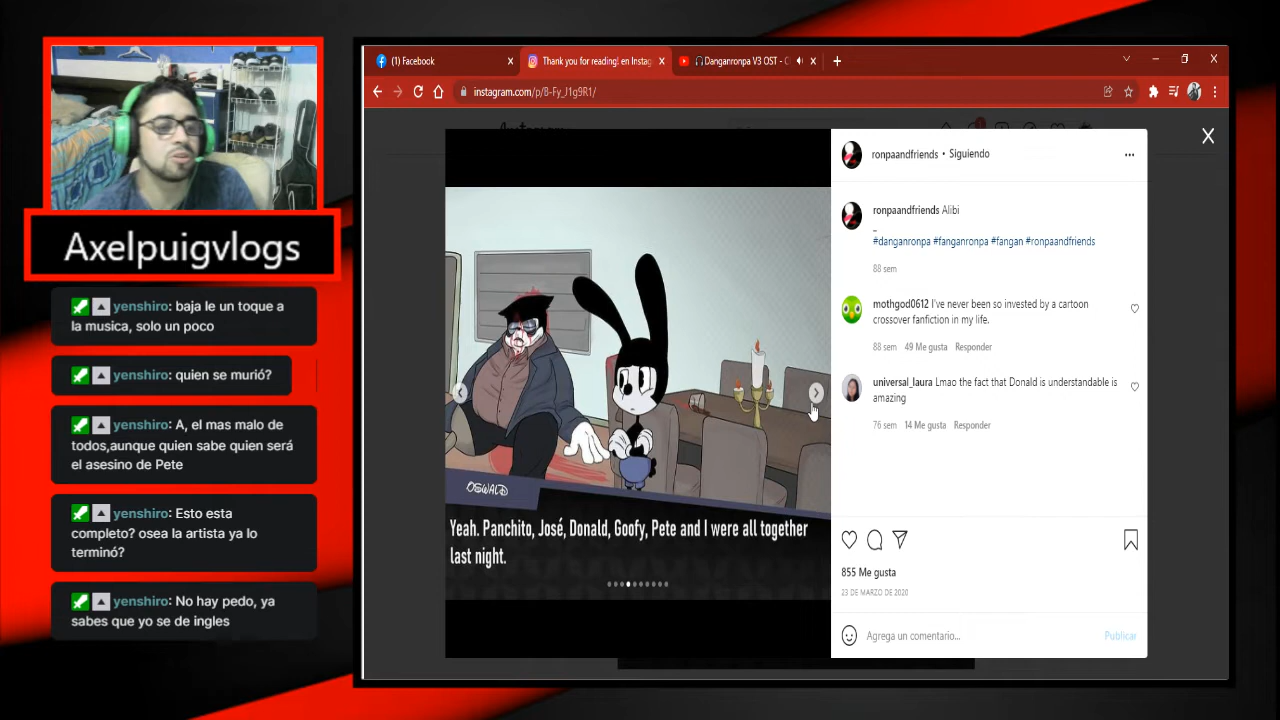 Axelpuigvlogs
yenshiro: baja le un toque a
la musica, solo un poco
yenshiro: quien se murió?
yenshiro: A, el mas malo de
todos,aunque quien sabe quien será
el asesino de Pete
yenshiro: Esto esta
completo? osea la artista ya lo
terminó?
yenshiro: No hay pedo, ya
sabes que yo se de ingles
(1) Facebook
Thank you for reading! en Instag
Danganronpa V3 OST - C
instagram.com/p/B-Fy_J1g9R1/
OSWALD
Yeah. Panchito, José, Donald, Goofy, Pete and I were all together
last night.
ronpaandfriends • Siguiendo
ronpaandfriends Alibi
_
#danganronpa #fanganronpa #fangan #ronpaandfriends
88 sem
mothgod0612 I've never been so invested by a cartoon
crossover fanfiction in my life.
88 sem 49 Me gusta Responder
universal_laura Lmao the fact that Donald is understandable is
amazing
76 sem 14 Me gusta Responder
855 Me gusta
23 DE MARZO DE 2020
Agrega un comentario... Publicar